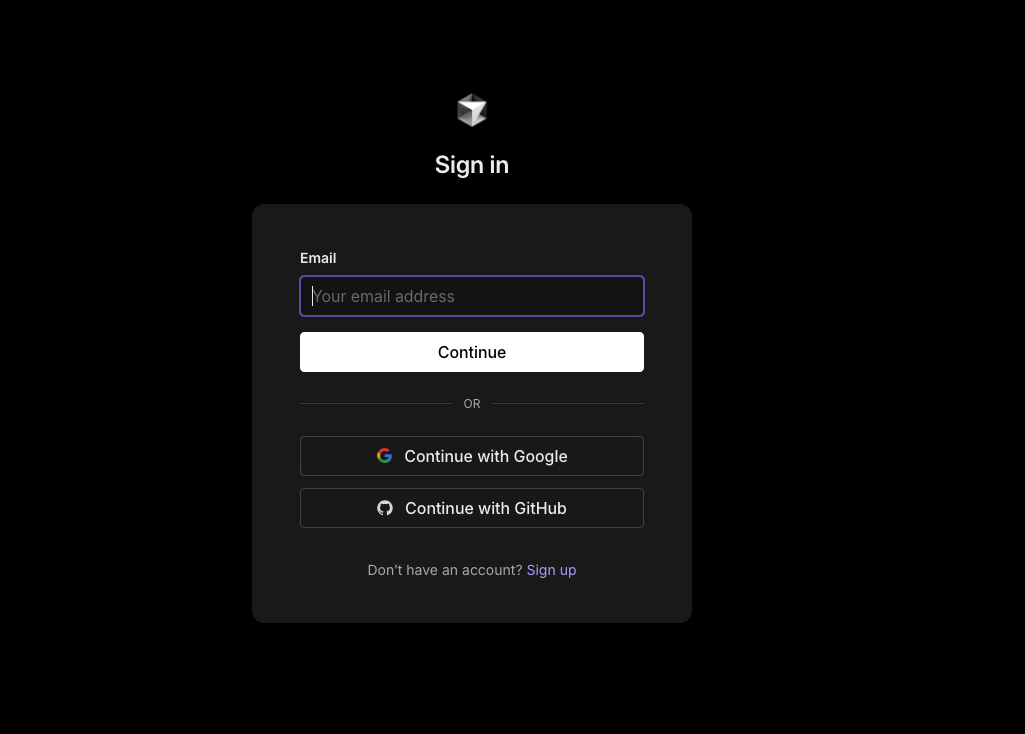 Sign in
Email
Your email address
Continue
OR
Continue with Google
Continue with GitHub
Don’t have an account? Sign up